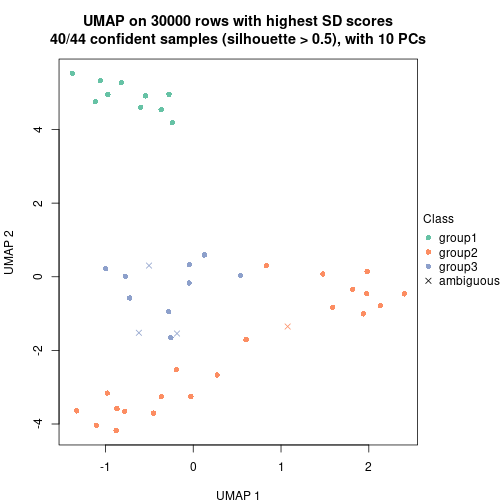 UMAP on 30000 rows with highest SD scores
40/44 confident samples (silhouette > 0.5), with 10 PCs
4
2
0
-2
-4
UMAP 2
-1
0
1
2
UMAP 1
Class
group1
group2
group3
ambiguous